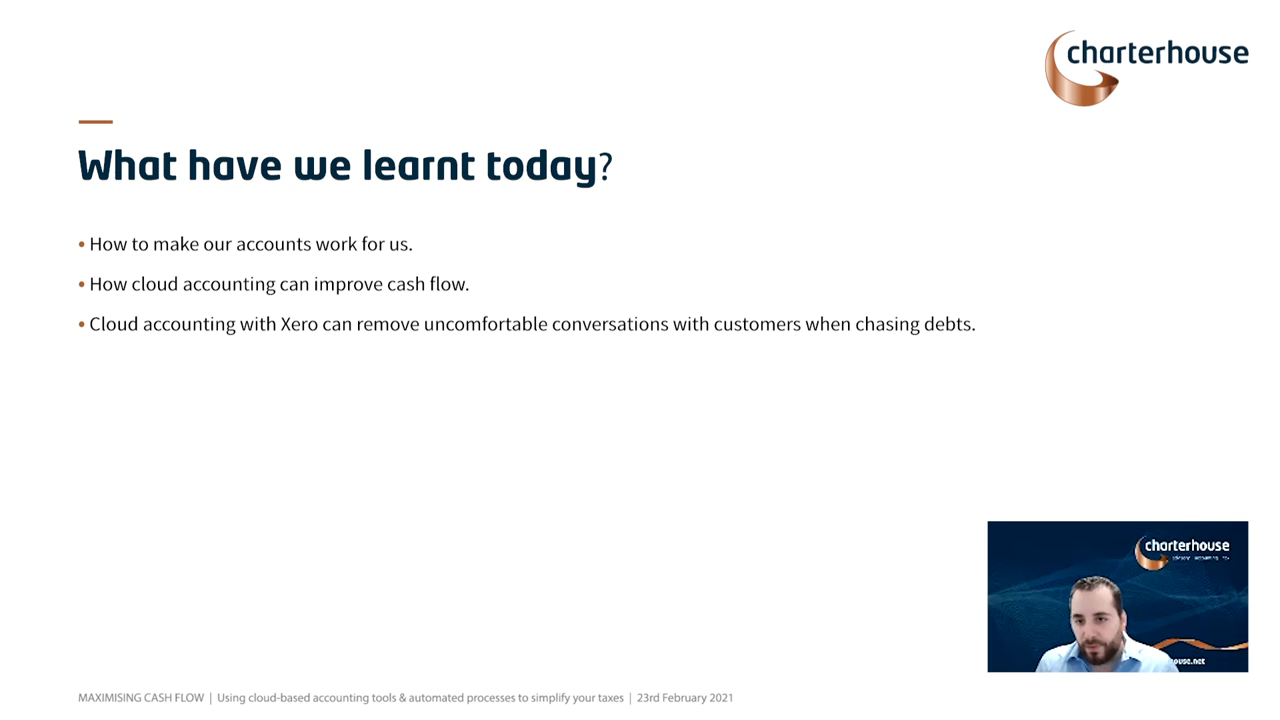 charterhouse
What have we learnt today?
• How to make our accounts work for us.
• How cloud accounting can improve cash flow.
• Cloud accounting with Xero can remove uncomfortable conversations with customers when chasing debts.
charterhouse
ouse.net
MAXIMISING CASH FLOW | Using cloud-based accounting tools & automated processes to simplify your taxes | 23rd February 2021